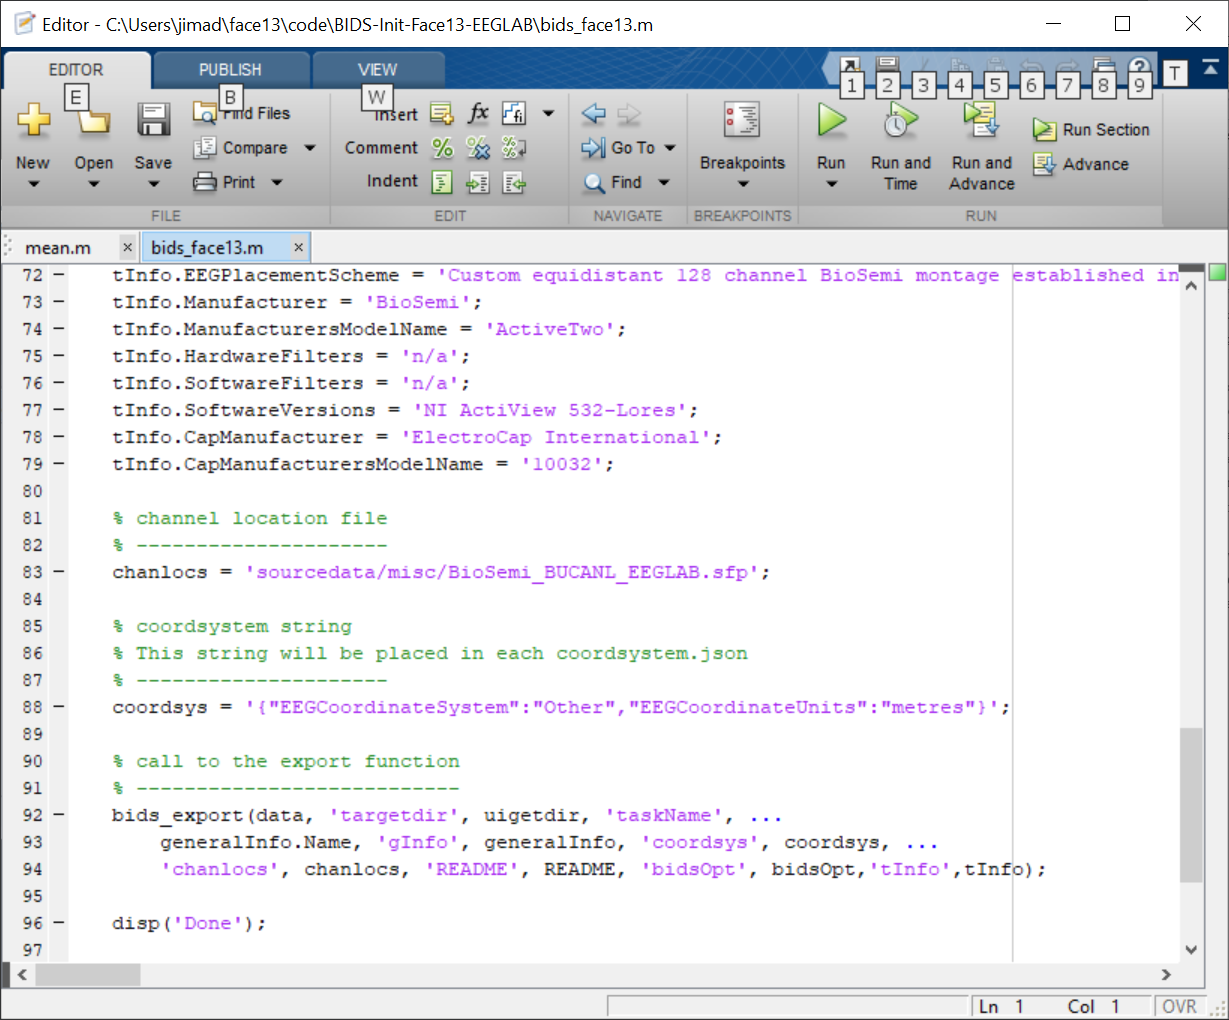 Editor - C:\Users\jimad\face13\code\BIDS-Init-Face13-EEGLAB\bids_face13.m
EDITOR PUBLISH VIEW
E B W 1 2 3 4 5 6 7 8 9 T
New Open Save
Find Files
Compare
Print
FILE
Insert fx
Comment
Indent
EDIT
Go To
Find
NAVIGATE
Breakpoints
BREAKPOINTS
Run Run and Time Run and Advance
Run Section
Advance
RUN
mean.m × bids_face13.m ×
72 – tInfo.EEGPlacementScheme = 'Custom equidistant 128 channel BioSemi montage established in
73 – tInfo.Manufacturer = 'BioSemi';
74 – tInfo.ManufacturersModelName = 'ActiveTwo';
75 – tInfo.HardwareFilters = 'n/a';
76 – tInfo.SoftwareFilters = 'n/a';
77 – tInfo.SoftwareVersions = 'NI ActiView 532-Lores';
78 – tInfo.CapManufacturer = 'ElectroCap International';
79 – tInfo.CapManufacturersModelName = '10032';
80
81 % channel location file
82 % ---------------------
83 – chanlocs = 'sourcedata/misc/BioSemi_BUCANL_EEGLAB.sfp';
84
85 % coordsystem string
86 % This string will be placed in each coordsystem.json
87 % ---------------------
88 – coordsys = '{"EEGCoordinateSystem":"Other","EEGCoordinateUnits":"metres"}';
89
90 % call to the export function
91 % ---------------------------
92 – bids_export(data, 'targetdir', uigetdir, 'taskName', ...
93 generalInfo.Name, 'gInfo', generalInfo, 'coordsys', coordsys, ...
94 'chanlocs', chanlocs, 'README', README, 'bidsOpt', bidsOpt,'tInfo',tInfo);
95
96 – disp('Done');
97
Ln 1 Col 1 OVR